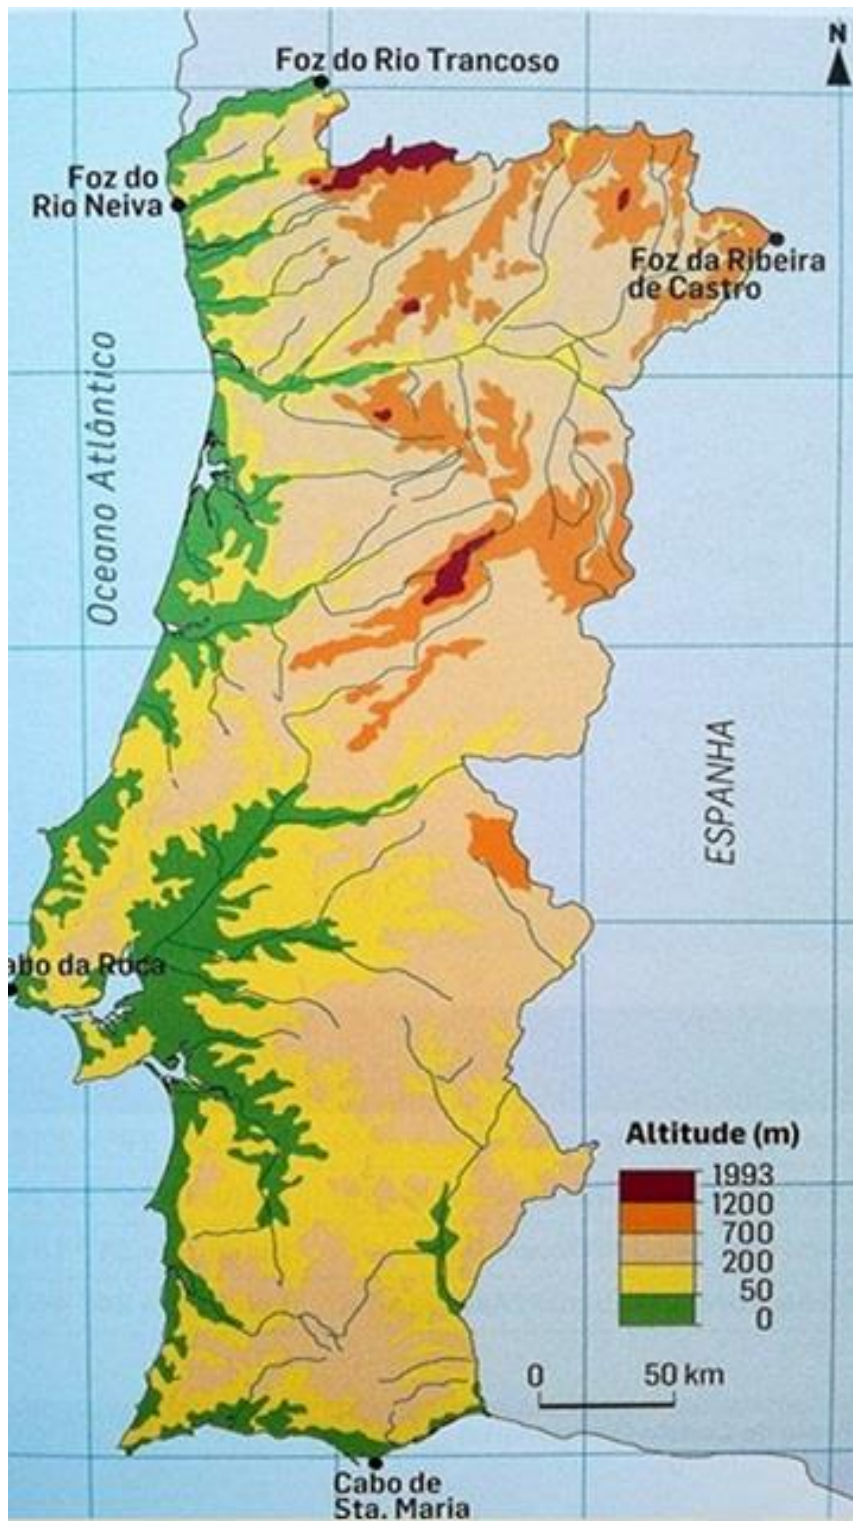 N
Foz do Rio Trancoso
Foz do
Rio Neiva
Foz da Ribeira
de Castro
Oceano Atlântico
ESPANHA
abo da Roca
Altitude (m)
1993
1200
700
200
50
0
0 50 km
Cabo de
Sta. Maria